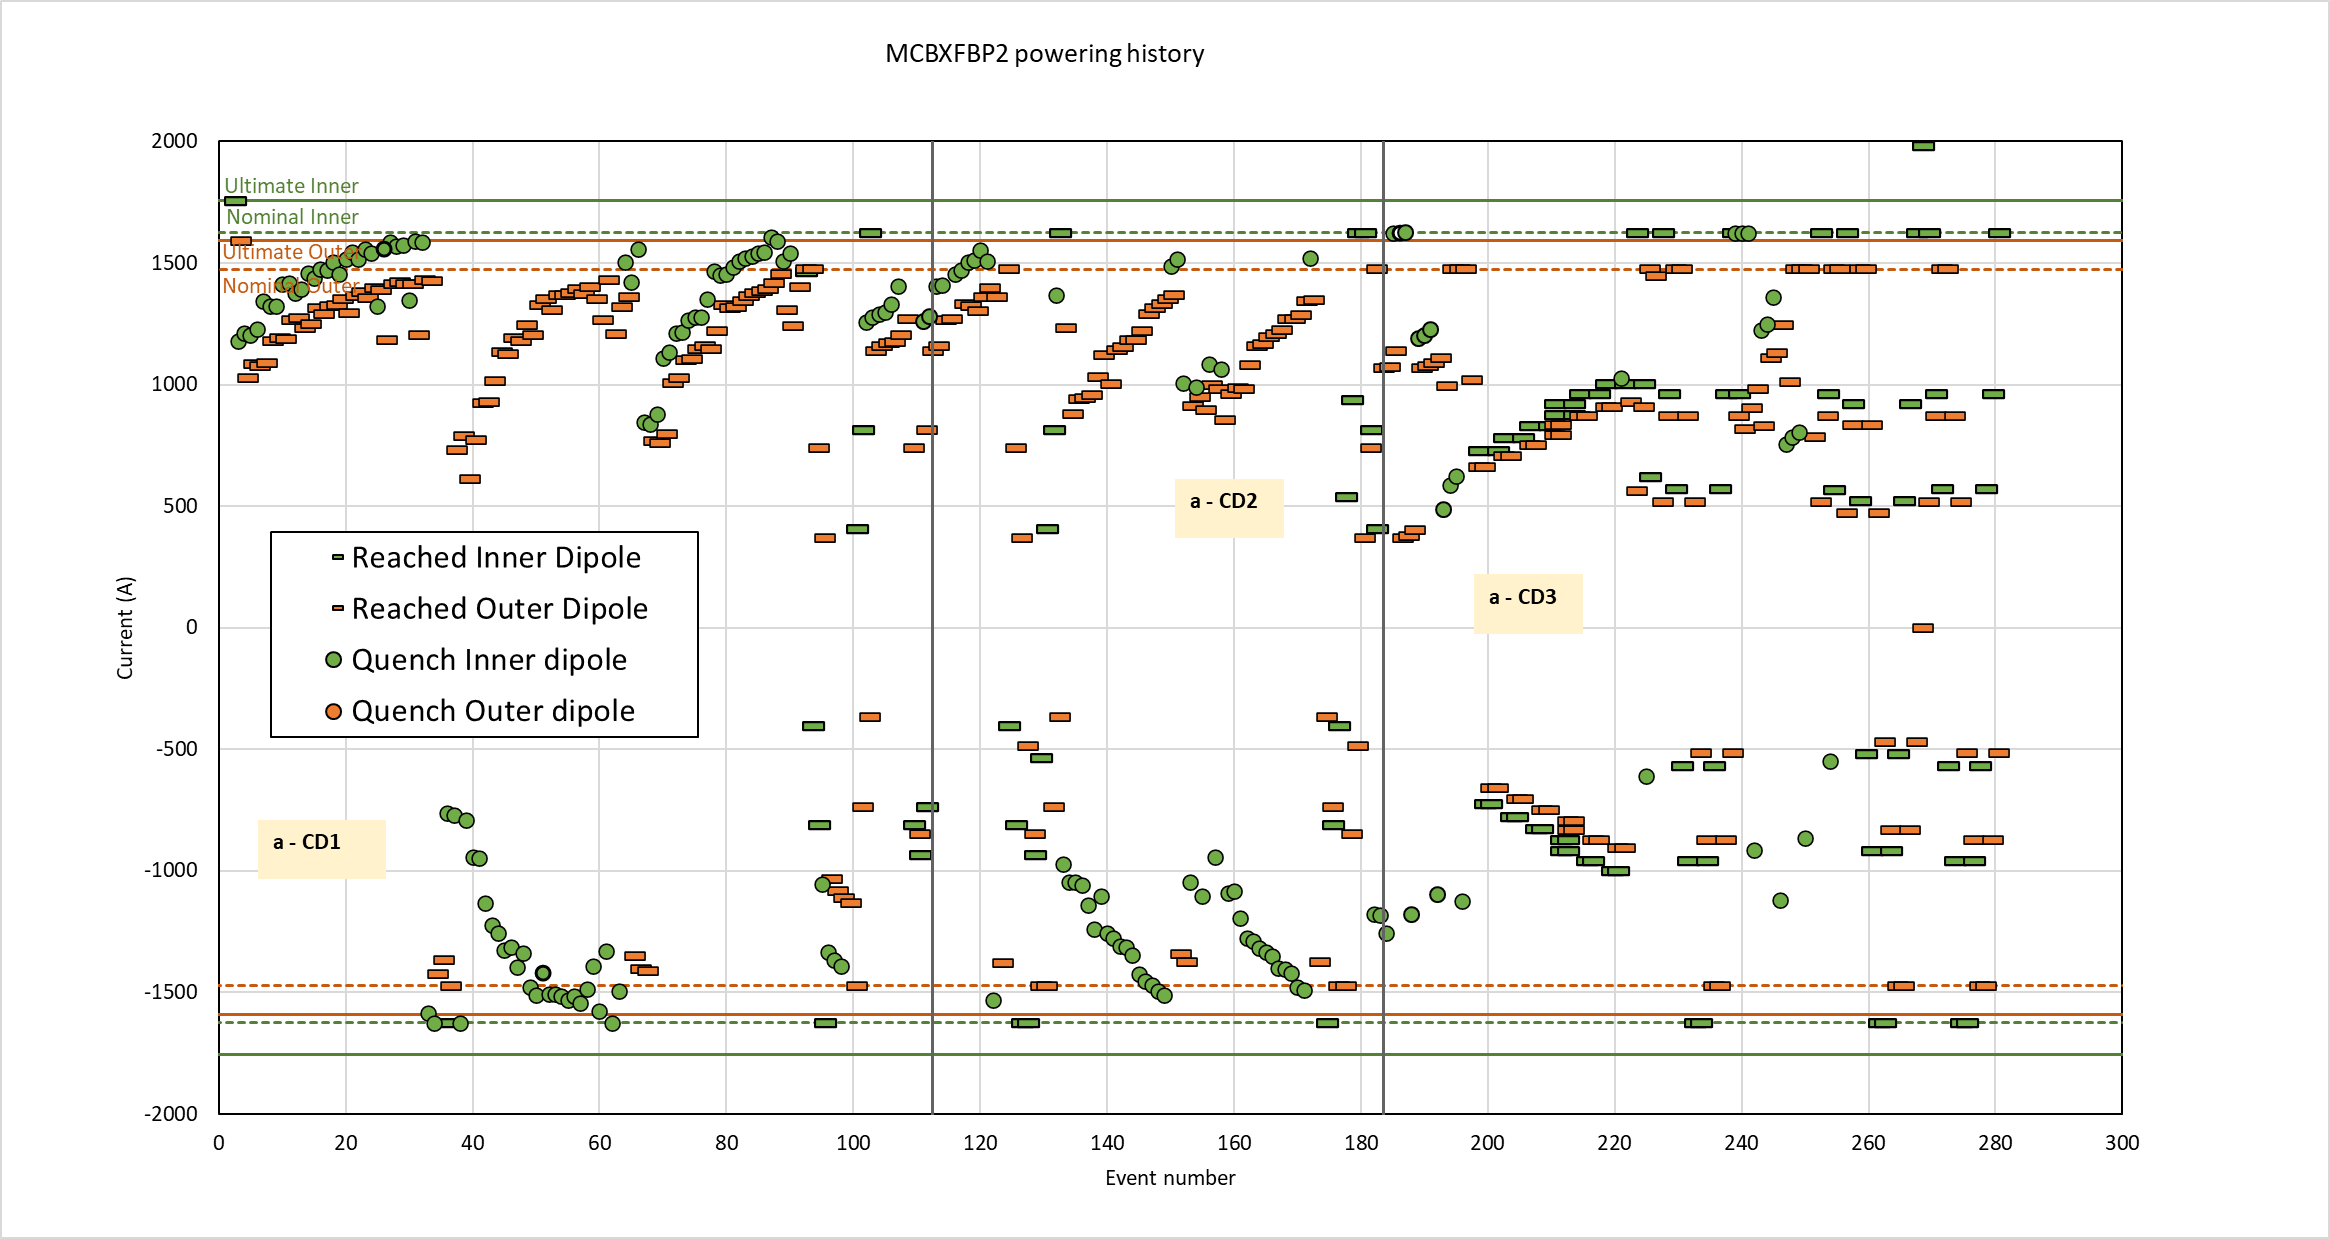 MCBXFBP2 powering history
2000
1500
1000
500
0
-500
-1000
-1500
-2000
Current (A)
Ultimate Inner
Nominal Inner
Ultimate Outer
Nominal Outer
a - CD2
Reached Inner Dipole
Reached Outer Dipole
Quench Inner dipole
Quench Outer dipole
a - CD3
a - CD1
0 20 40 60 80 100 120 140 160 180 200 220 240 260 280 300
Event number